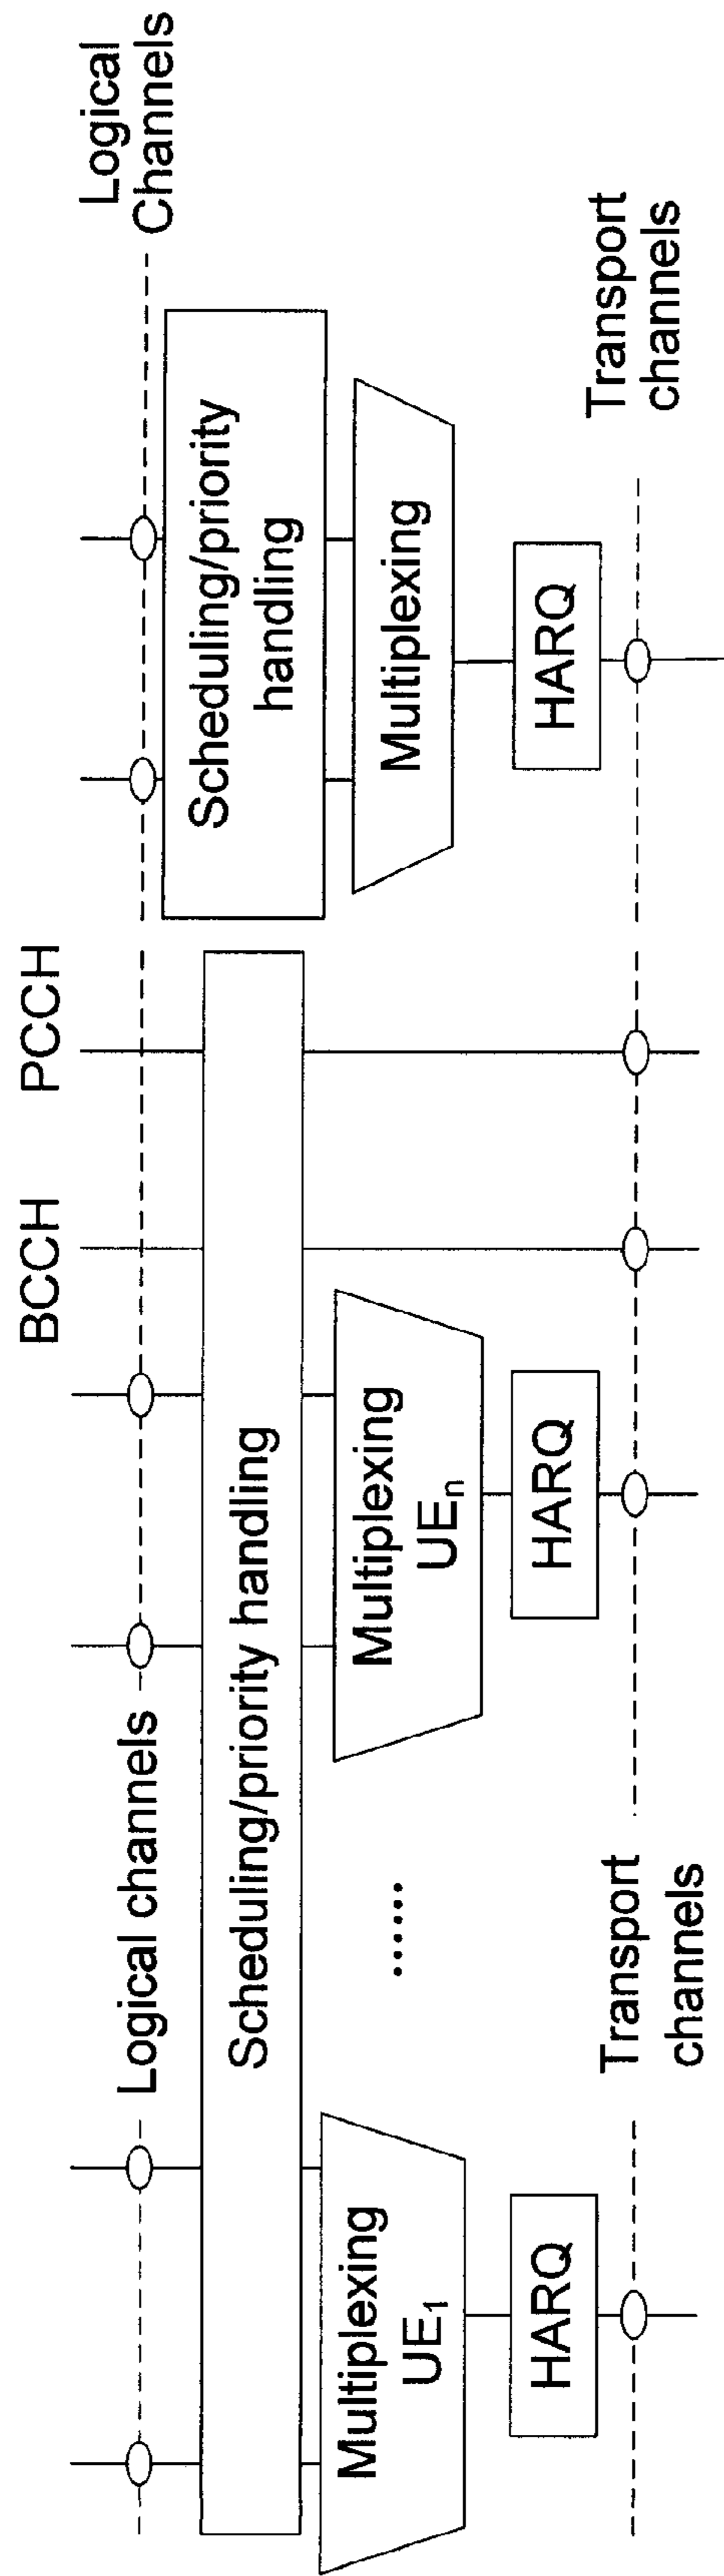 BCCH
PCCH
Logical channels
Scheduling/priority handling
Multiplexing
UE1
......
Multiplexing
UEn
HARQ
HARQ
Transport
channels
Logical
Channels
Scheduling/priority
handling
Multiplexing
HARQ
Transport
channels